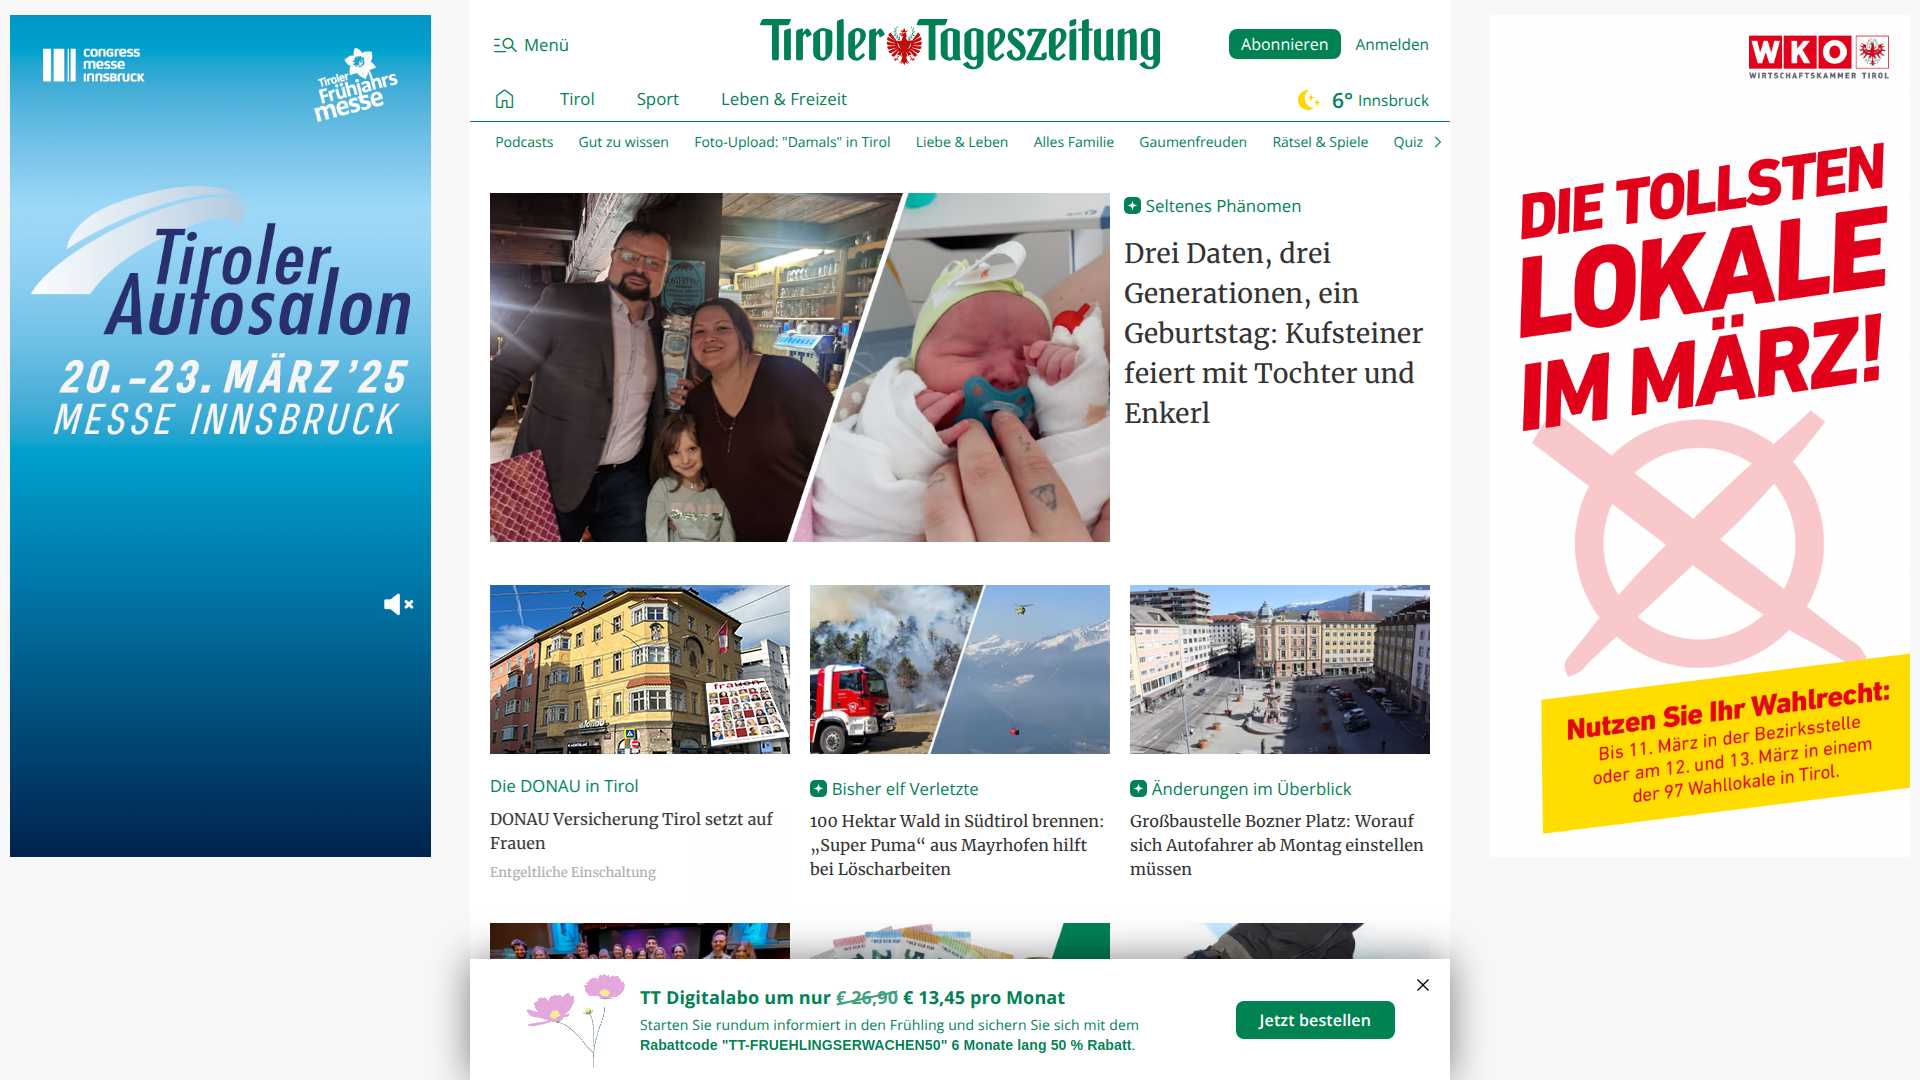 congress
messe
innsbruck
Tiroler
Frühjahrs
messe
Tiroler
Autosalon
20.–23. MÄRZ '25
MESSE INNSBRUCK
Menü
Tiroler Tageszeitung
Abonnieren
Anmelden
Tirol
Sport
Leben & Freizeit
6° Innsbruck
Podcasts
Gut zu wissen
Foto-Upload: "Damals" in Tirol
Liebe & Leben
Alles Familie
Gaumenfreuden
Rätsel & Spiele
Quiz
Seltenes Phänomen
Drei Daten, drei
Generationen, ein
Geburtstag: Kufsteiner
feiert mit Tochter und
Enkerl
frauen
Die DONAU in Tirol
DONAU Versicherung Tirol setzt auf
Frauen
Entgeltliche Einschaltung
Bisher elf Verletzte
100 Hektar Wald in Südtirol brennen:
„Super Puma“ aus Mayrhofen hilft
bei Löscharbeiten
Änderungen im Überblick
Großbaustelle Bozner Platz: Worauf
sich Autofahrer ab Montag einstellen
müssen
TT Digitalabo um nur € 26,90 € 13,45 pro Monat
Starten Sie rundum informiert in den Frühling und sichern Sie sich mit dem
Rabattcode "TT-FRUEHLINGSERWACHEN50" 6 Monate lang 50 % Rabatt.
Jetzt bestellen
WKO
WIRTSCHAFTSKAMMER TIROL
DIE TOLLSTEN
LOKALE
IM MÄRZ!
Nutzen Sie Ihr Wahlrecht:
Bis 11. März in der Bezirksstelle
oder am 12. und 13. März in einem
der 97 Wahllokale in Tirol.